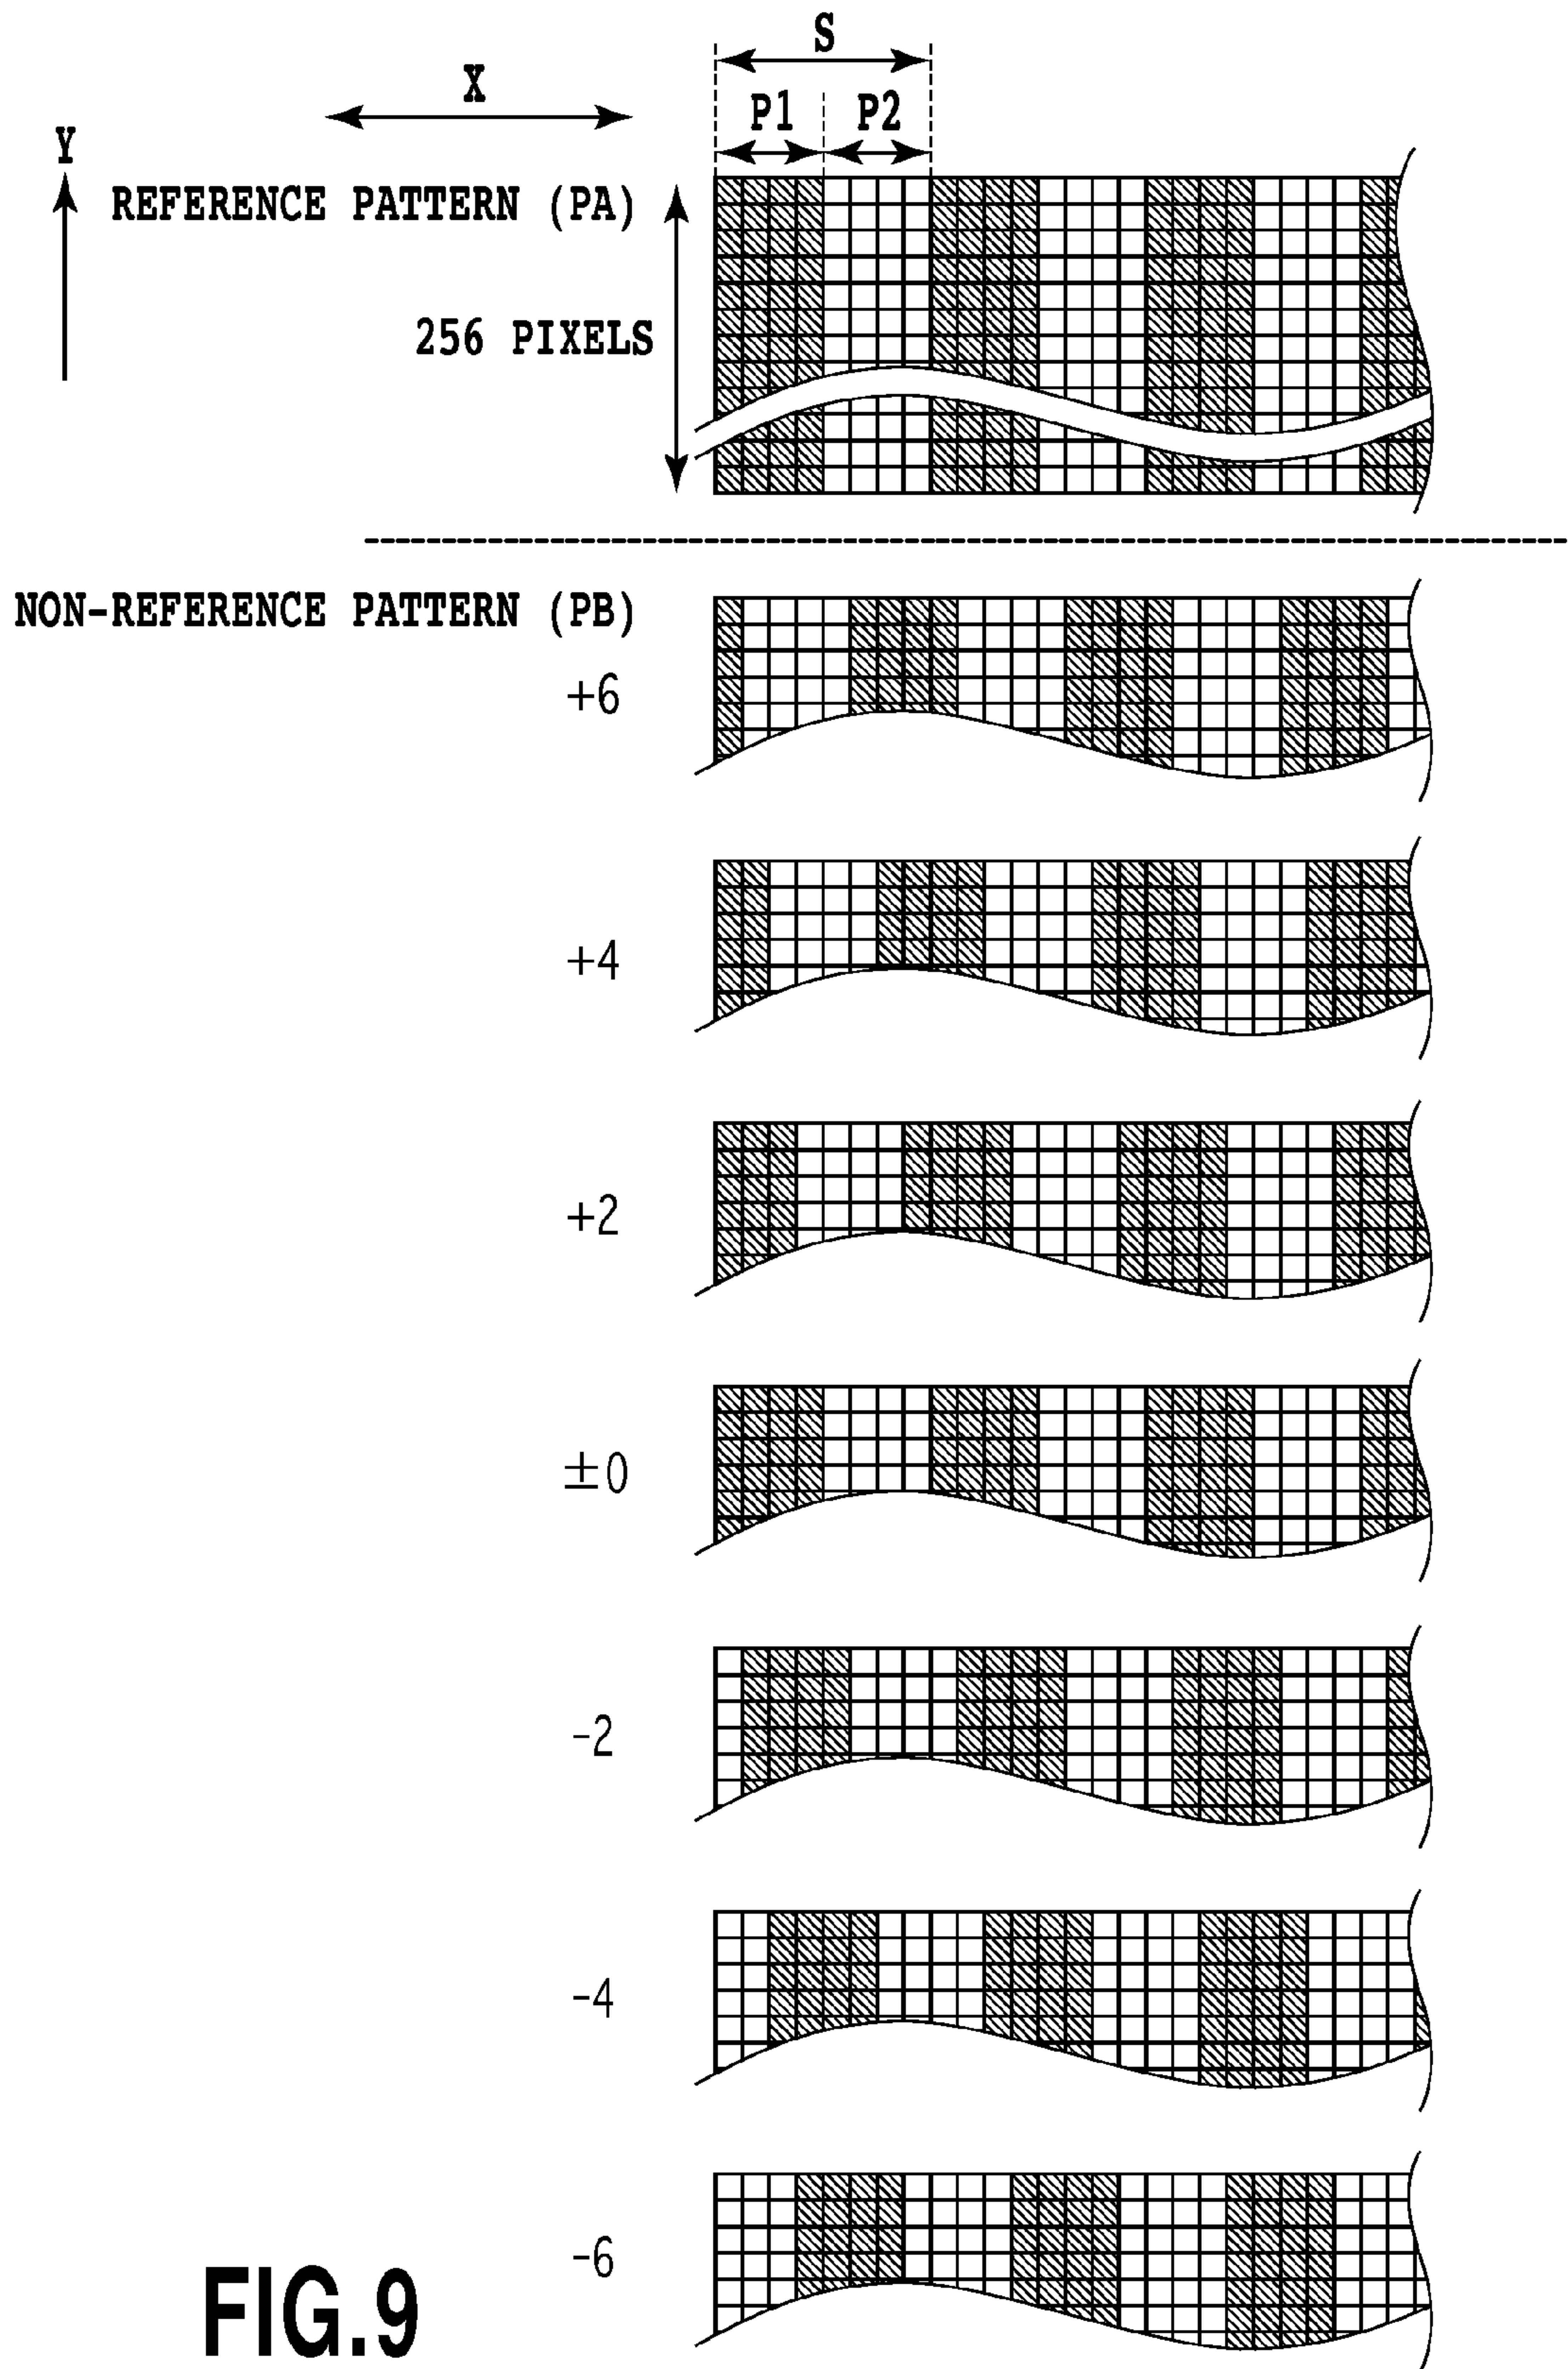 S
X
P1 P2
Y
REFERENCE PATTERN (PA)
256 PIXELS
NON-REFERENCE PATTERN (PB)
+6
+4
+2
±0
-2
-4
-6
FIG.9